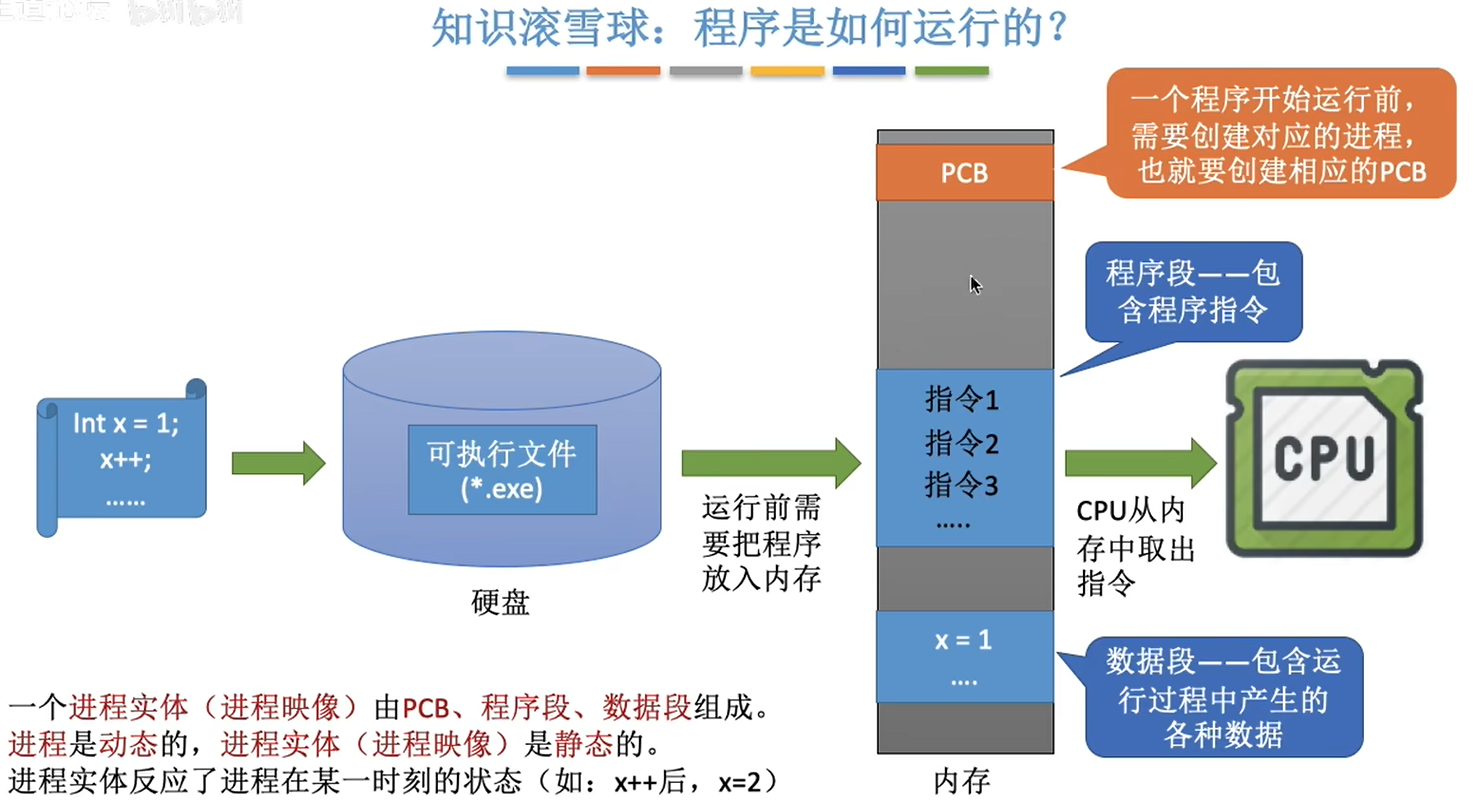 知识滚雪球：程序是如何运行的？
一个程序开始运行前，
需要创建对应的进程，
也就要创建相应的PCB
PCB
程序段——包
含程序指令
Int x = 1;
x++;
……
可执行文件
(*.exe)
硬盘
运行前需
要把程序
放入内存
指令1
指令2
指令3
…..
CPU从内
存中取出
指令
CPU
x = 1
….
数据段——包含运
行过程中产生的
各种数据
内存
一个进程实体（进程映像）由PCB、程序段、数据段组成。
进程是动态的，进程实体（进程映像）是静态的。
进程实体反应了进程在某一时刻的状态（如：x++后，x=2）